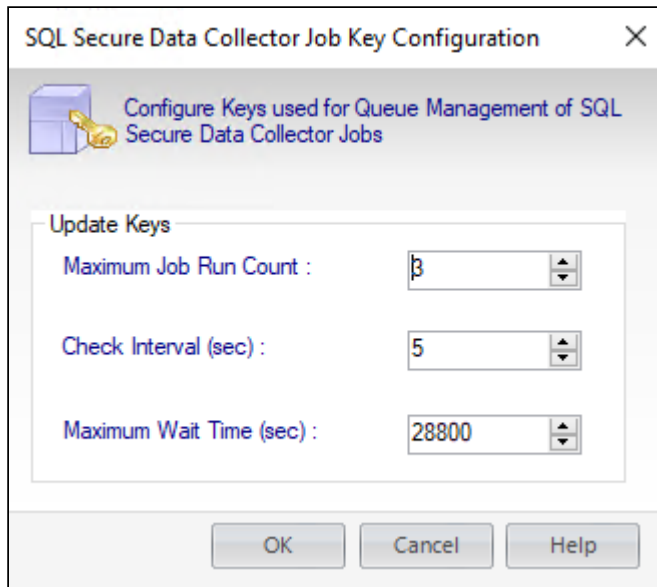 SQL Secure Data Collector Job Key Configuration
Configure Keys used for Queue Management of SQL
Secure Data Collector Jobs
Update Keys
Maximum Job Run Count : 3
Check Interval (sec) : 5
Maximum Wait Time (sec) : 28800
OK Cancel Help